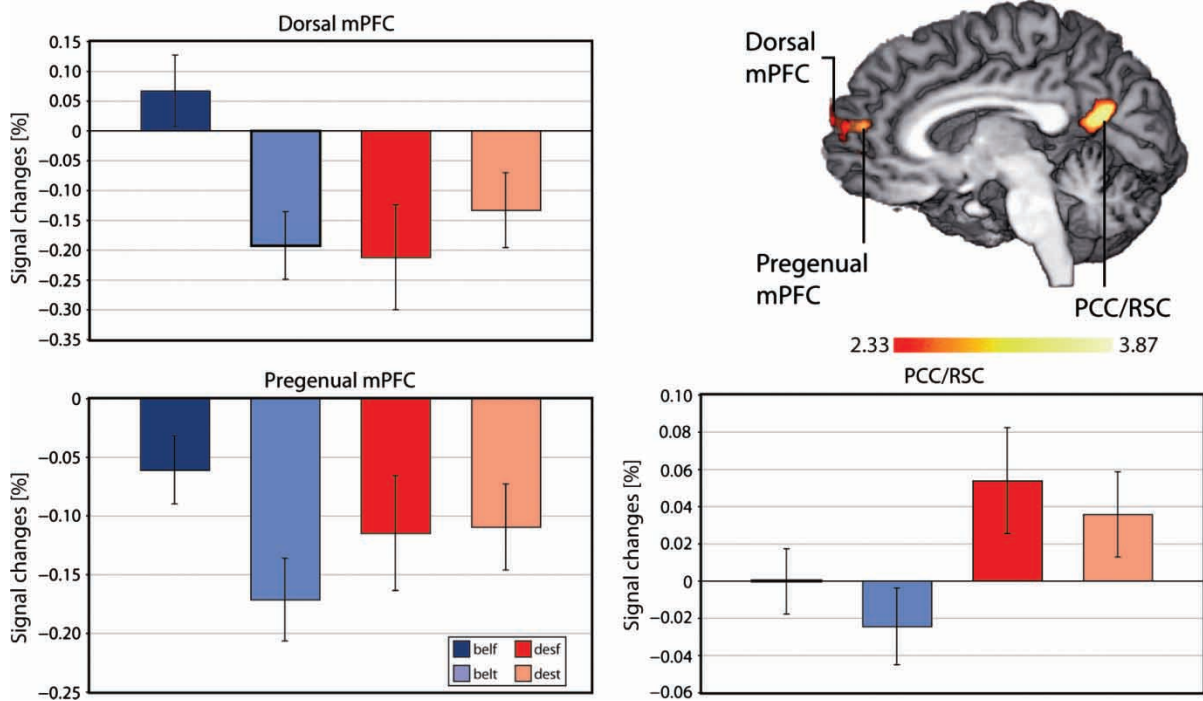 Dorsal mPFC
Signal changes [%]
0.15
0.10
0.05
0
−0.05
−0.10
−0.15
−0.20
−0.25
−0.30
−0.35
Dorsal
mPFC
Pregenual
mPFC
PCC/RSC
2.33 3.87
Pregenual mPFC
Signal changes [%]
0
−0.05
−0.10
−0.15
−0.20
−0.25
belf desf
belt dest
PCC/RSC
Signal changes [%]
0.10
0.08
0.06
0.04
0.02
0
−0.02
−0.04
−0.06